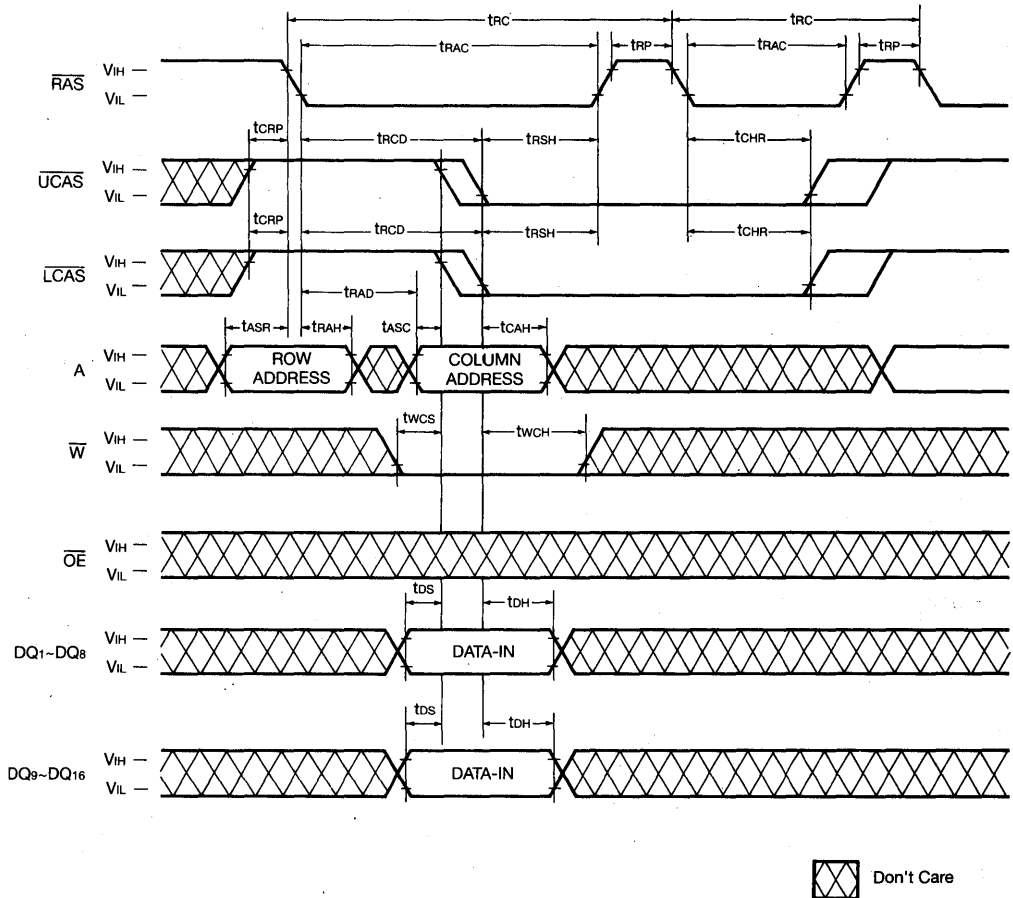 tRC tRC
tRAC tRP tRAC tRP
RAS VIH
VIL
tCRP tRCD tRSH tCHR
UCAS VIH
VIL
tCRP tRCD tRSH tCHR
LCAS VIH
VIL
tRAD
tASR tRAH tASC tCAH
A VIH
VIL
ROW
ADDRESS
COLUMN
ADDRESS
tWCS tWCH
W VIH
VIL
OE VIH
VIL
tDS tDH
DQ1~DQ8 VIH
VIL
DATA-IN
tDS tDH
DQ9~DQ16 VIH
VIL
DATA-IN
Don't Care